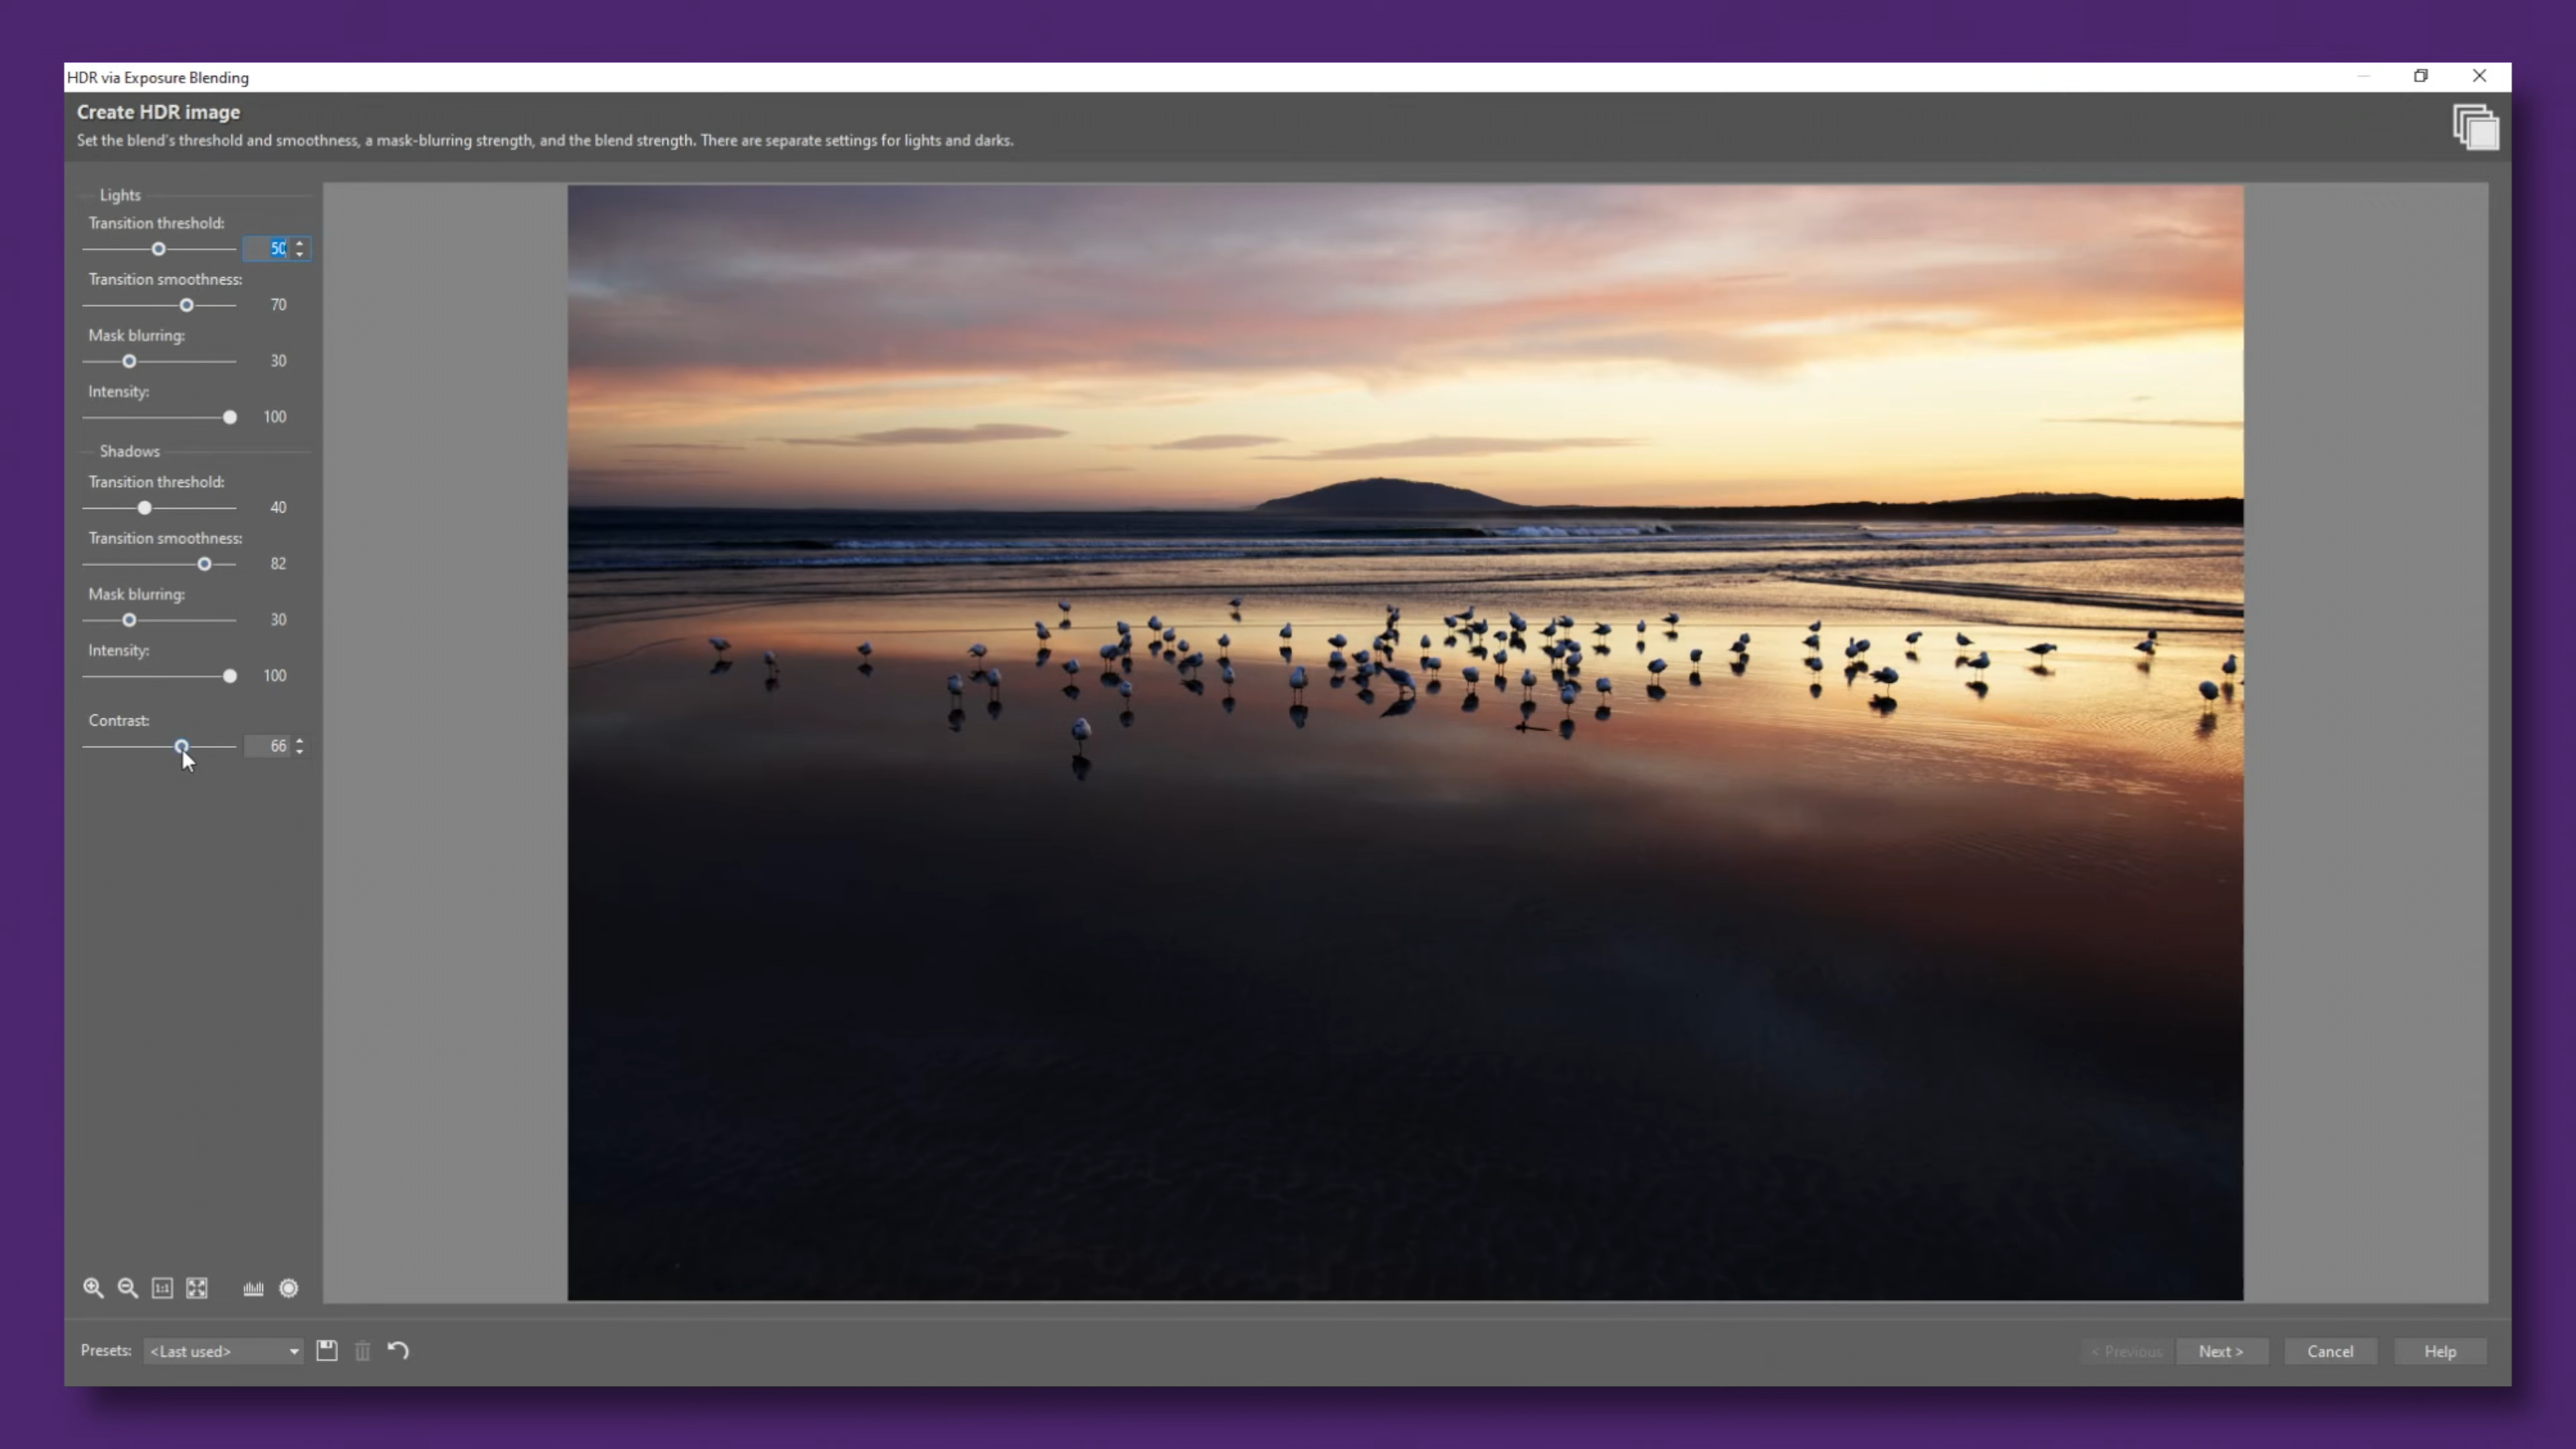 HDR via Exposure Blending
Create HDR image
Set the blend's threshold and smoothness, a mask-blurring strength, and the blend strength. There are separate settings for lights and darks.
Lights
Transition threshold:
50
Transition smoothness:
70
Mask blurring:
30
Intensity:
100
Shadows
Transition threshold:
40
Transition smoothness:
82
Mask blurring:
30
Intensity:
100
Contrast:
66
1:1
Presets: <Last used>
< Previous Next > Cancel Help